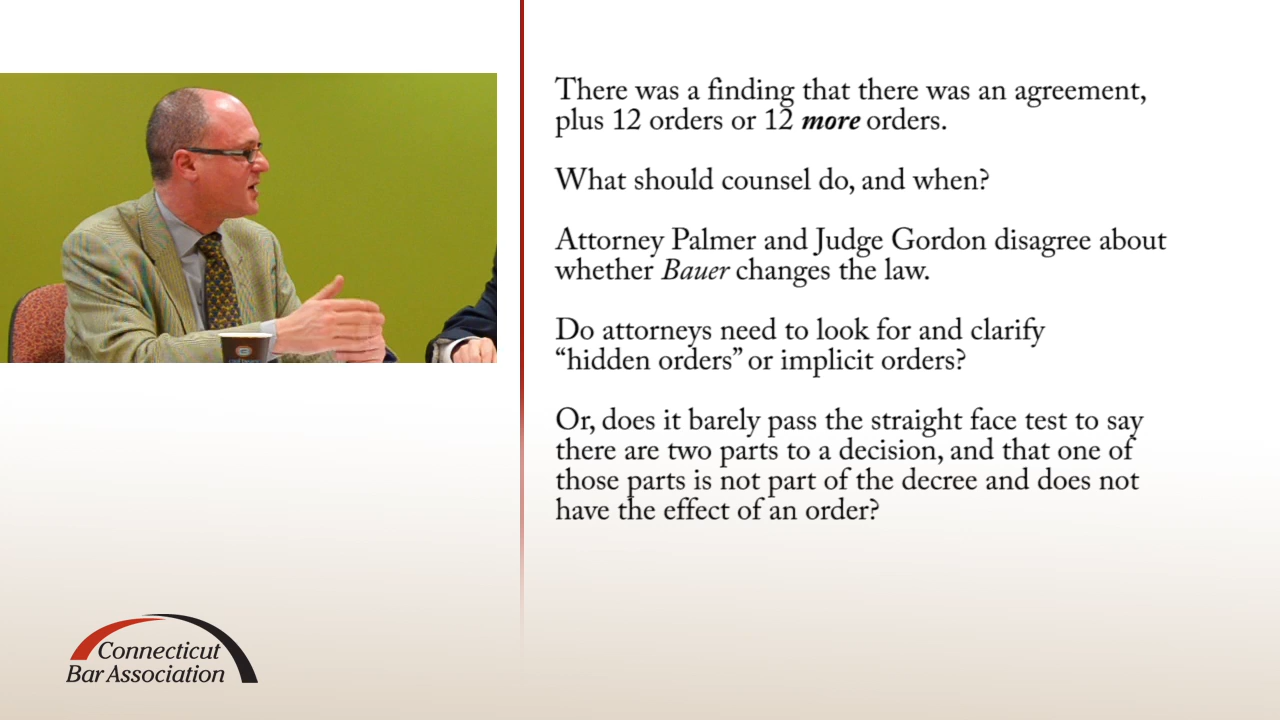 There was a finding that there was an agreement,
plus 12 orders or 12 more orders.
What should counsel do, and when?
Attorney Palmer and Judge Gordon disagree about
whether Bauer changes the law.
Do attorneys need to look for and clarify
“hidden orders” or implicit orders?
Or, does it barely pass the straight face test to say
there are two parts to a decision, and that one of
those parts is not part of the decree and does not
have the effect of an order?
Connecticut
Bar Association